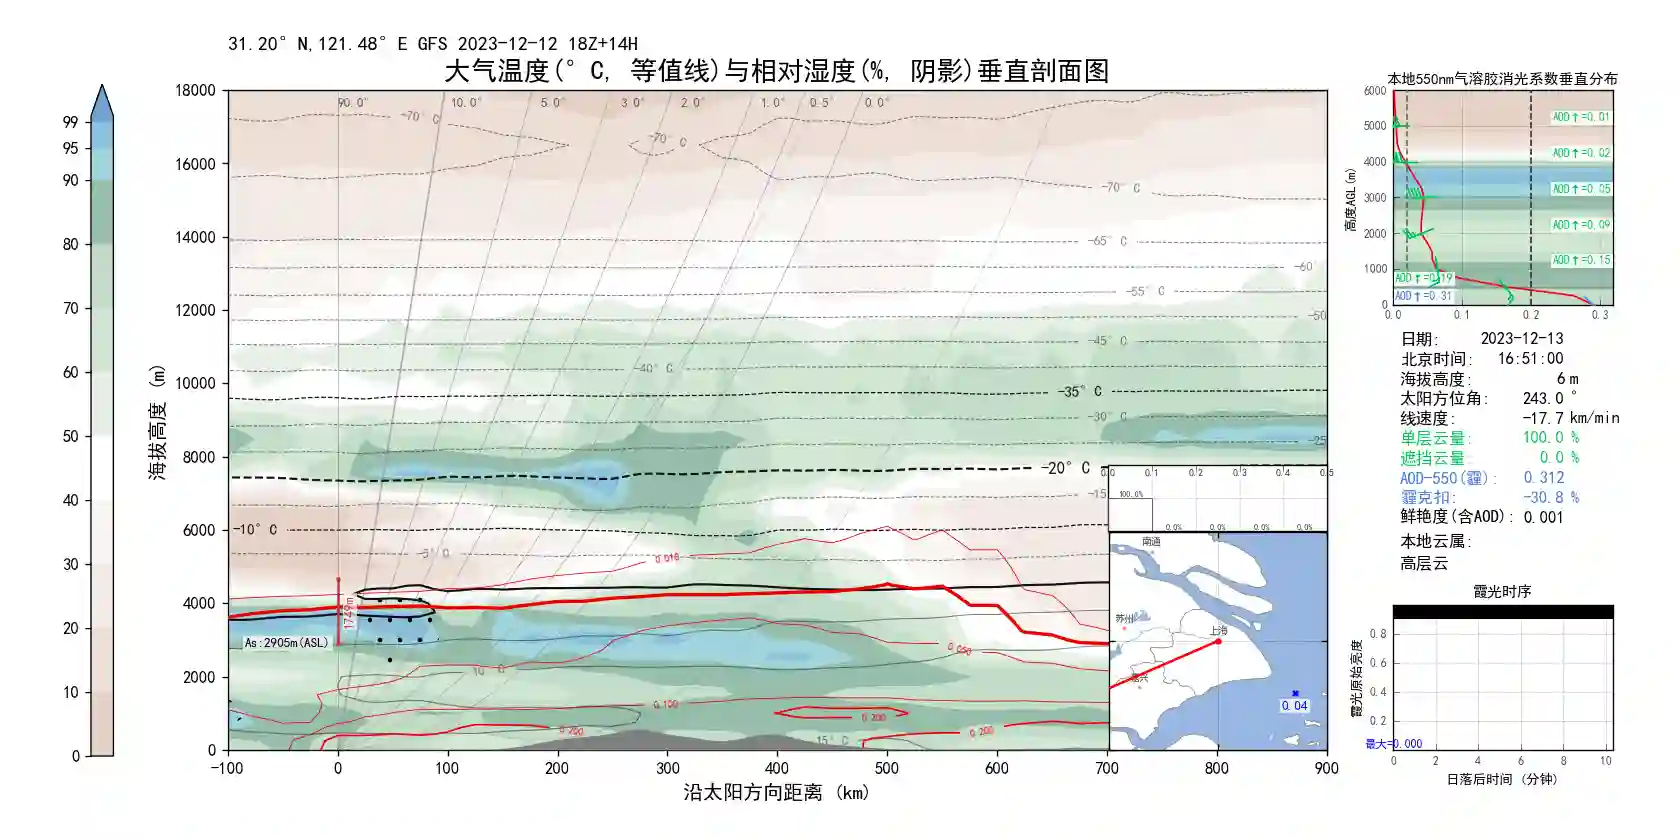 31.20° N,121.48° E GFS 2023-12-12 18Z+14H
大气温度(° C, 等值线)与相对湿度(%, 阴影)垂直剖面图
99
95
90
80
70
60
50
40
30
20
10
0
海拔高度 (m)
18000
16000
14000
12000
10000
8000
6000
4000
2000
0
90.0° 10.0° 5.0° 3.0° 2.0° 1.0° 0.5° 0.0°
-70° C
-70° C
-70° C
-65° C
-60°
-55° C
-50
-45° C
-40° C
-35° C
-30° C
-25
-20° C
-15
-10° C
-5° C
0.018
1749m
As:2905m(ASL)
0.050
10° C
0.100
0.200
0.200
0.200
15° C
-100 0 100 200 300 400 500 600 700 800 900
沿太阳方向距离 (km)
0.0 0.1 0.2 0.3 0.4 0.5
100.0%
0.0% 0.0% 0.0% 0.0%
南通
苏州
上海
嘉兴
0.04
本地550nm气溶胶消光系数垂直分布
高度AGL(m)
6000
5000
4000
3000
2000
1000
0
AOD↑=0.01
AOD↑=0.02
AOD↑=0.05
AOD↑=0.09
AOD↑=0.15
AOD↑=0.19
AOD↑=0.31
0.0 0.1 0.2 0.3
日期: 2023-12-13
北京时间: 16:51:00
海拔高度: 6 m
太阳方位角: 243.0 °
线速度: -17.7 km/min
单层云量: 100.0 %
遮挡云量: 0.0 %
AOD-550(霾): 0.312
霾克扣: -30.8 %
鲜艳度(含AOD): 0.001
本地云属:
高层云
霞光时序
霞光原始亮度
0.8
0.6
0.4
0.2
最大=0.000
0 2 4 6 8 10
日落后时间 (分钟)